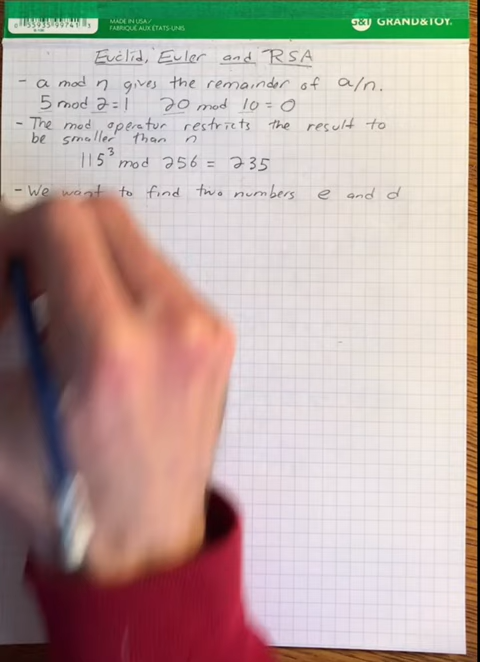 MADE IN USA /
FABRIQUÉ AUX ÉTATS-UNIS
G&T GRAND&TOY.
Euclid, Euler and RSA
- a mod n gives the remainder of a/n.
5 mod 2=1 20 mod 10 = 0
- The mod operator restricts the result to
be smaller than n
115³ mod 256 = 235
- We want to find two numbers e and d